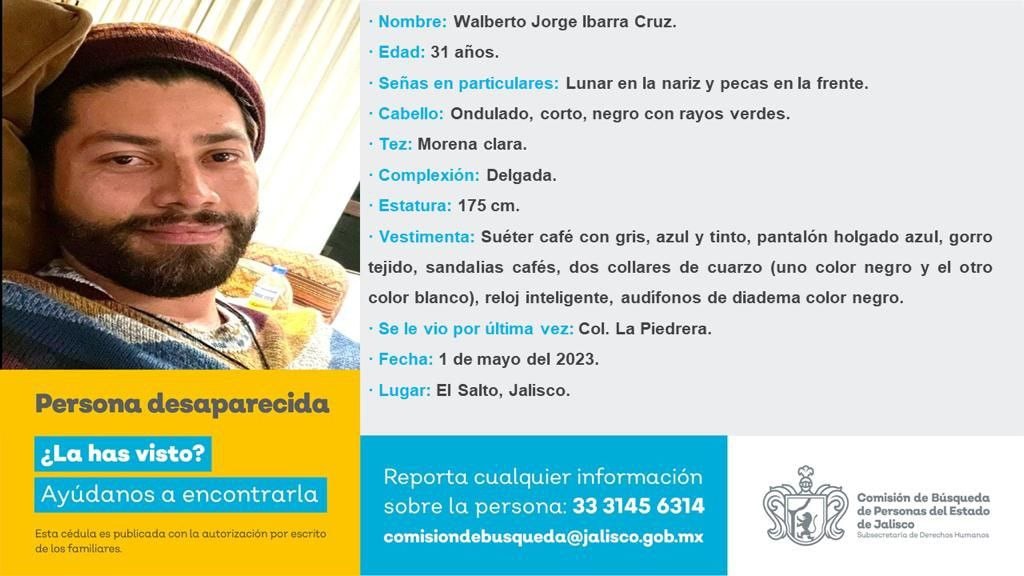 · Nombre: Walberto Jorge Ibarra Cruz.
· Edad: 31 años.
· Señas en particulares: Lunar en la nariz y pecas en la frente.
· Cabello: Ondulado, corto, negro con rayos verdes.
· Tez: Morena clara.
· Complexión: Delgada.
· Estatura: 175 cm.
· Vestimenta: Suéter café con gris, azul y tinto, pantalón holgado azul, gorro
tejido, sandalias cafés, dos collares de cuarzo (uno color negro y el otro
color blanco), reloj inteligente, audífonos de diadema color negro.
· Se le vio por última vez: Col. La Piedrera.
· Fecha: 1 de mayo del 2023.
· Lugar: El Salto, Jalisco.
Persona desaparecida
¿La has visto?
Ayúdanos a encontrarla
Esta cédula es publicada con la autorización por escrito
de los familiares.
Reporta cualquier información
sobre la persona: 33 3145 6314
comisiondebusqueda@jalisco.gob.mx
Comisión de Búsqueda
de Personas del Estado
de Jalisco
Subsecretaría de Derechos Humanos